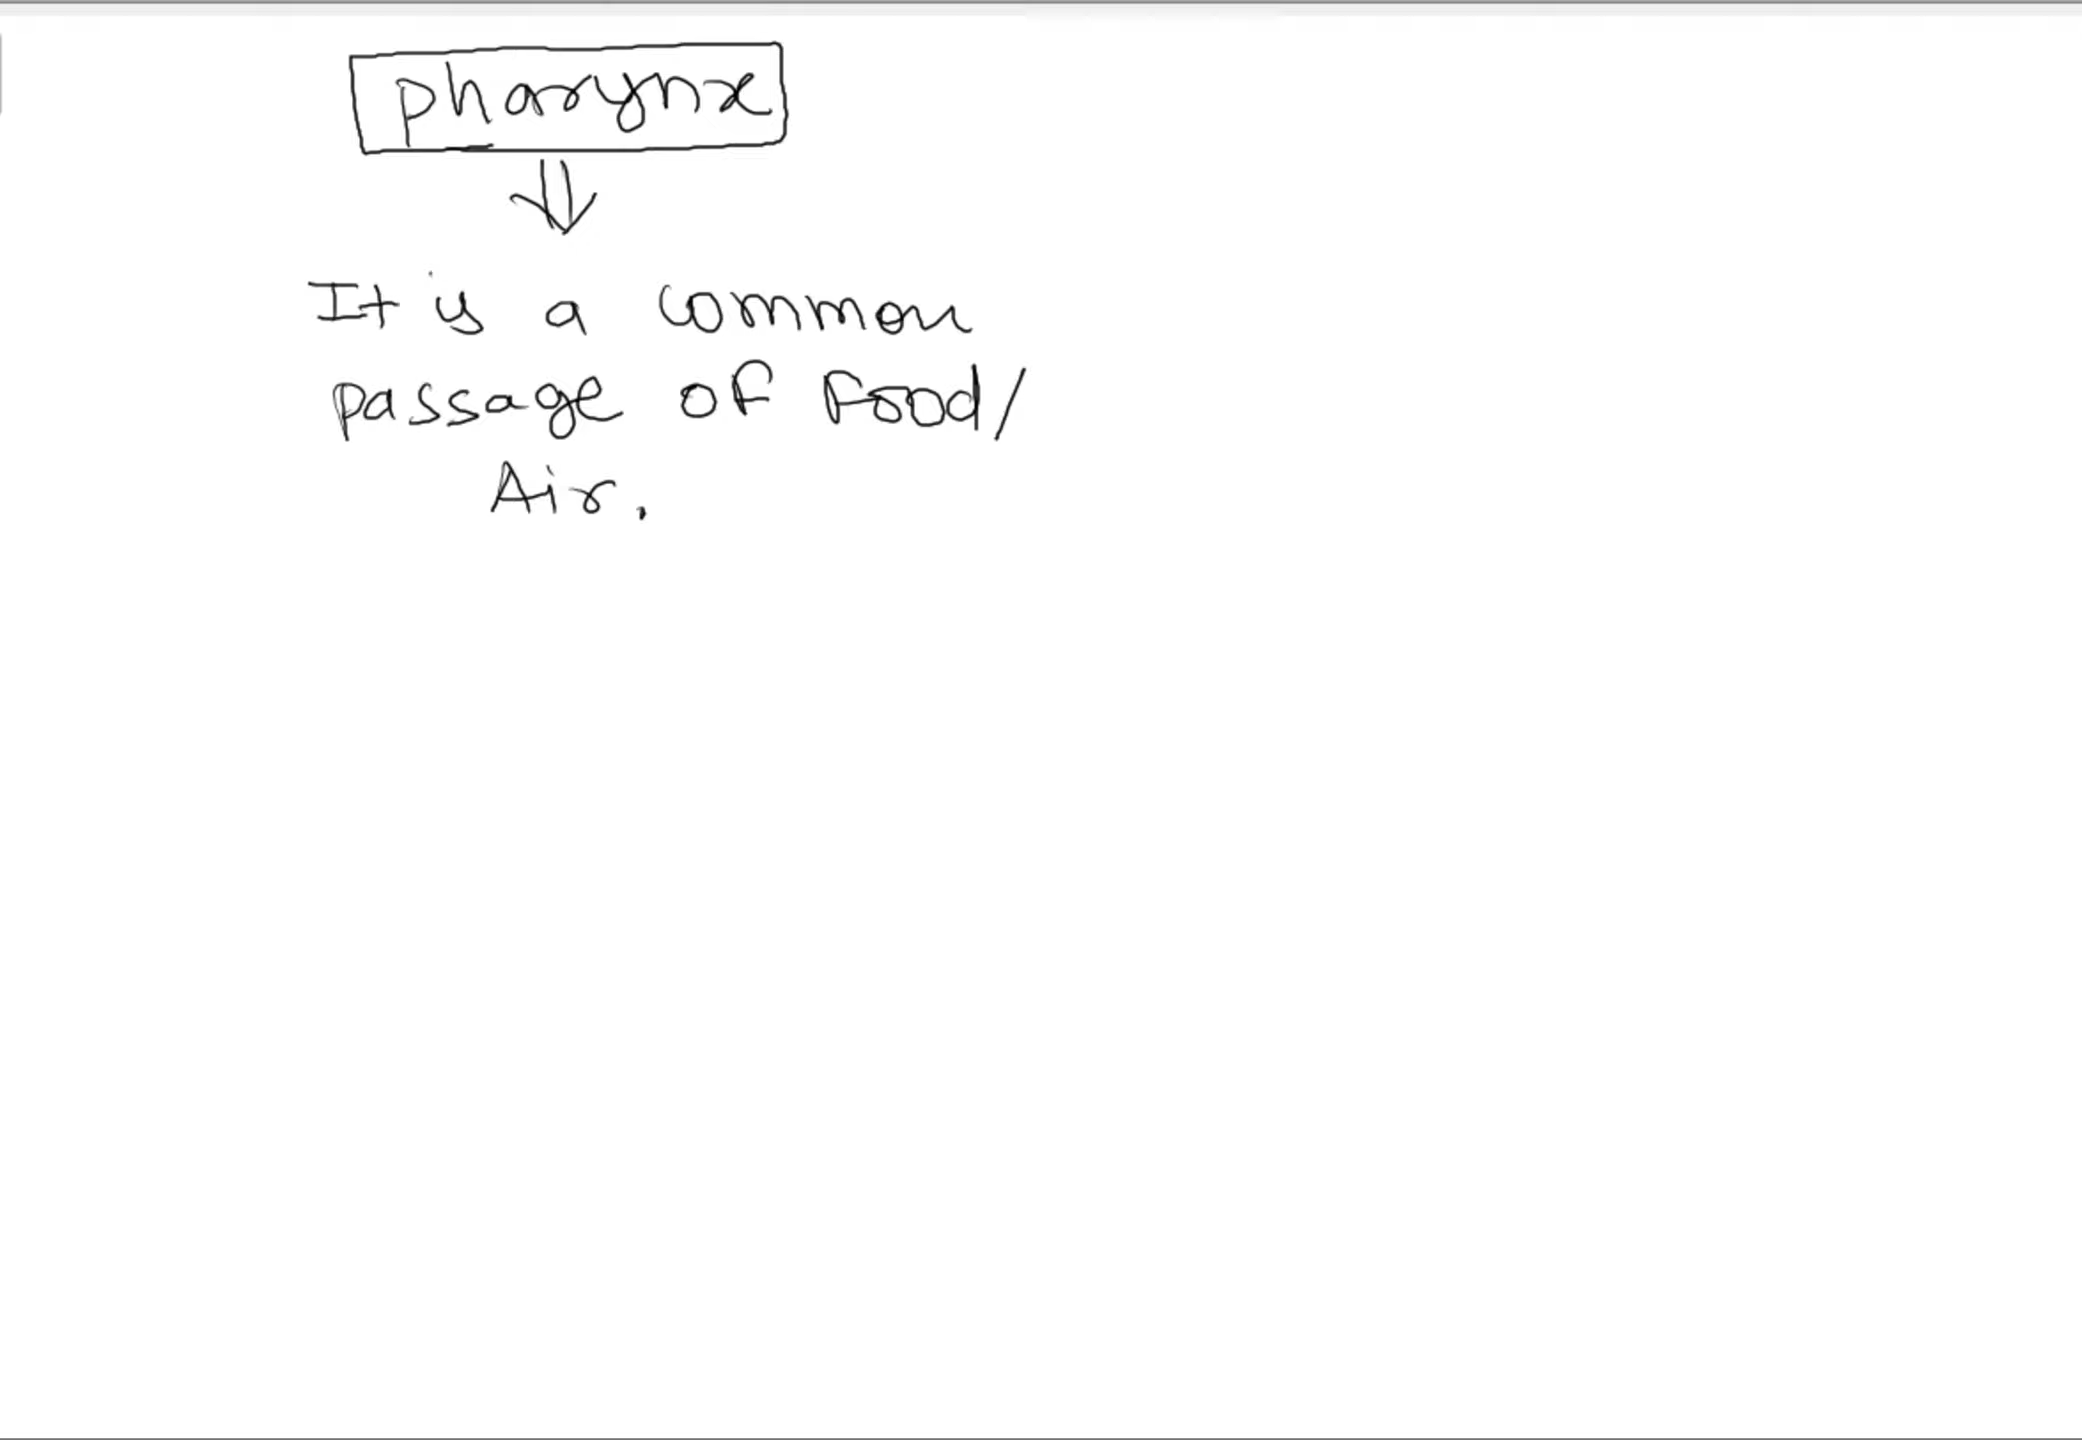 pharynx
It is a common
passage of Food/
Air.